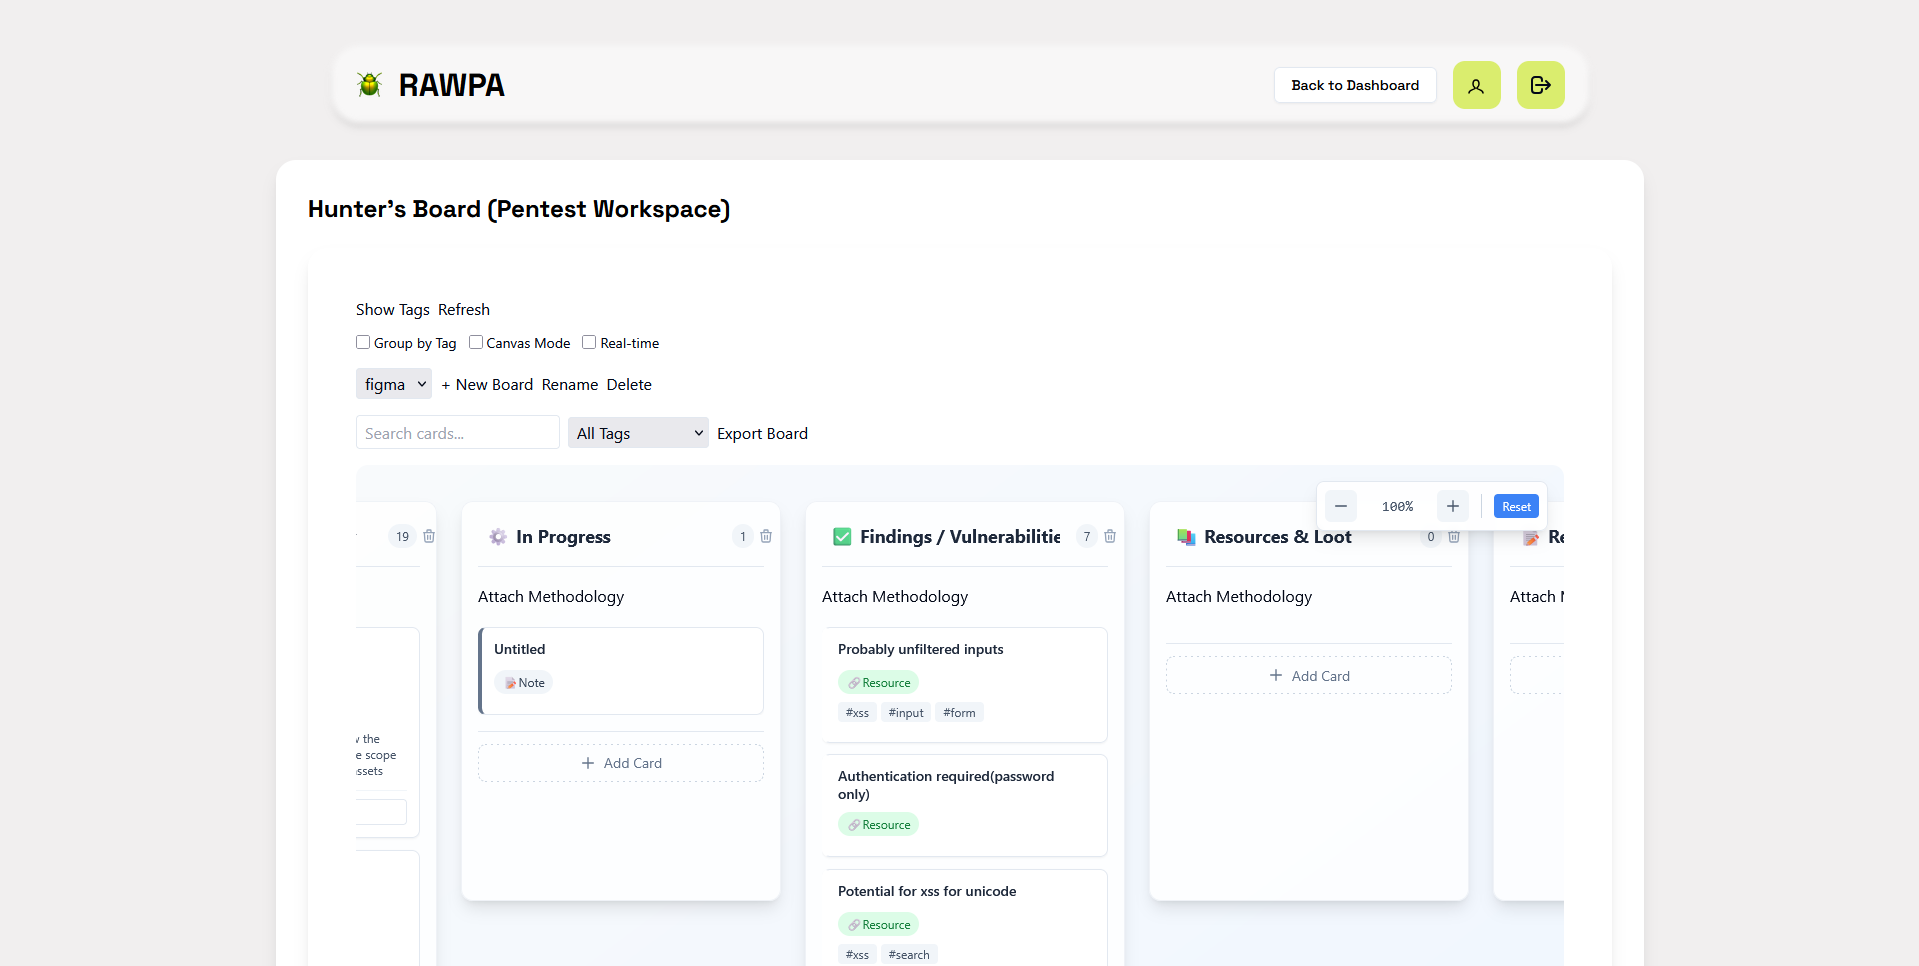 RAWPA
Back to Dashboard
Hunter's Board (Pentest Workspace)
Show Tags Refresh
Group by Tag Canvas Mode Real-time
figma + New Board Rename Delete
Search cards... All Tags Export Board
100% Reset
19
In Progress 1
Findings / Vulnerabilitie 7
Resources & Loot 0
Re
Attach Methodology
Attach Methodology
Attach Methodology
Attach
the
e scope
Untitled
Note
+ Add Card
Probably unfiltered inputs
Resource
#xss #input #form
Authentication required(password
only)
Resource
Potential for xss for unicode
Resource
#xss #search
+ Add Card